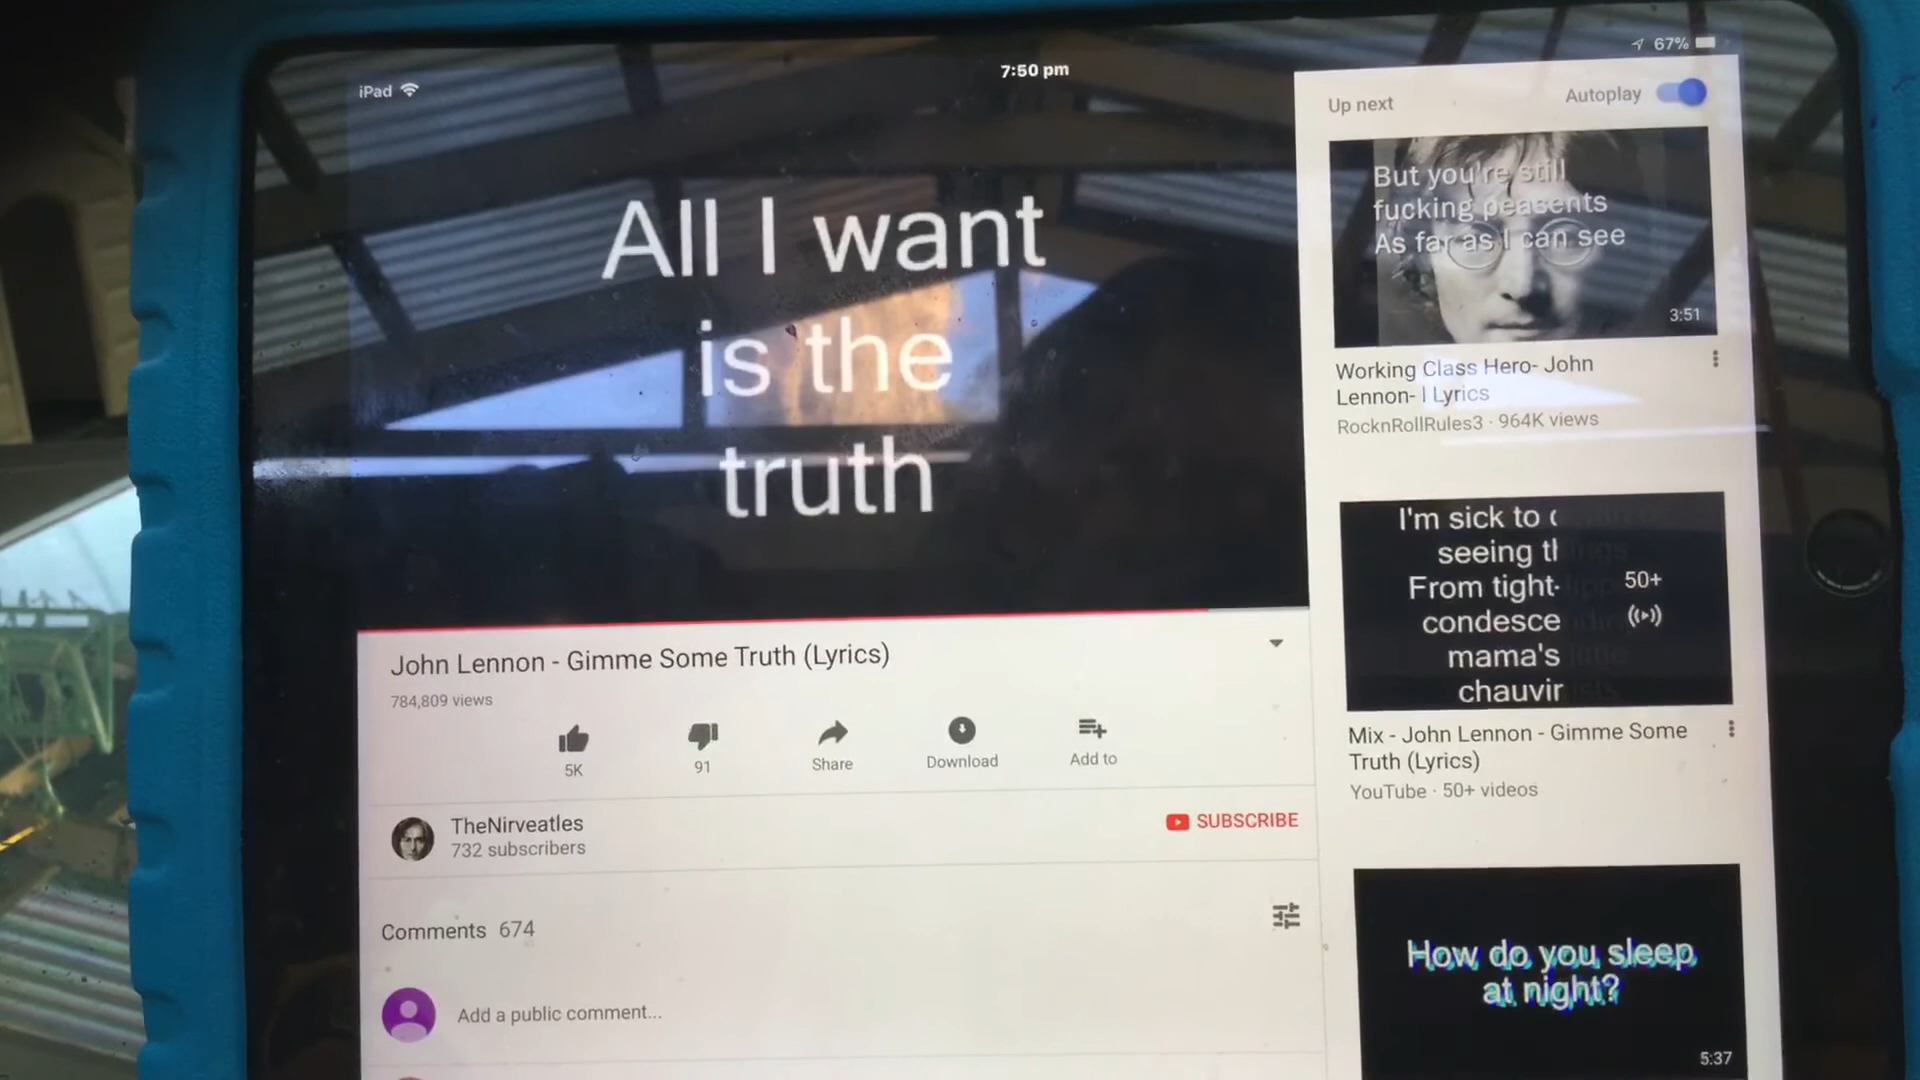 iPad
7:50 pm
67%
All I want
is the
truth
John Lennon - Gimme Some Truth (Lyrics)
784,809 views
5K
91
Share
Download
Add to
TheNirveatles
732 subscribers
SUBSCRIBE
Comments 674
Add a public comment...
Up next
Autoplay
But you're still
fucking peasents
As far as I can see
3:51
Working Class Hero- John
Lennon- l Lyrics
RocknRollRules3 · 964K views
I'm sick to
seeing
From tight-
condesce
mama's
chauvin
50+
Mix - John Lennon - Gimme Some
Truth (Lyrics)
YouTube · 50+ videos
How do you sleep
at night?
5:37